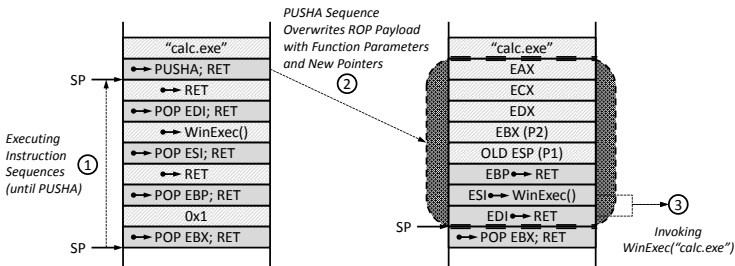 PUSHA Sequence
Overwrites ROP Payload
with Function Parameters
and New Pointers
2
Executing
Instruction
Sequences
(until PUSHA)
1
SP
SP
"calc.exe"
PUSHA; RET
RET
POP EDI; RET
WinExec()
POP ESI; RET
RET
POP EBP; RET
0x1
POP EBX; RET
"calc.exe"
EAX
ECX
EDX
EBX (P2)
OLD ESP (P1)
EBP RET
ESI WinExec()
EDI RET
POP EBX; RET
SP
3
Invoking
WinExec("calc.exe")